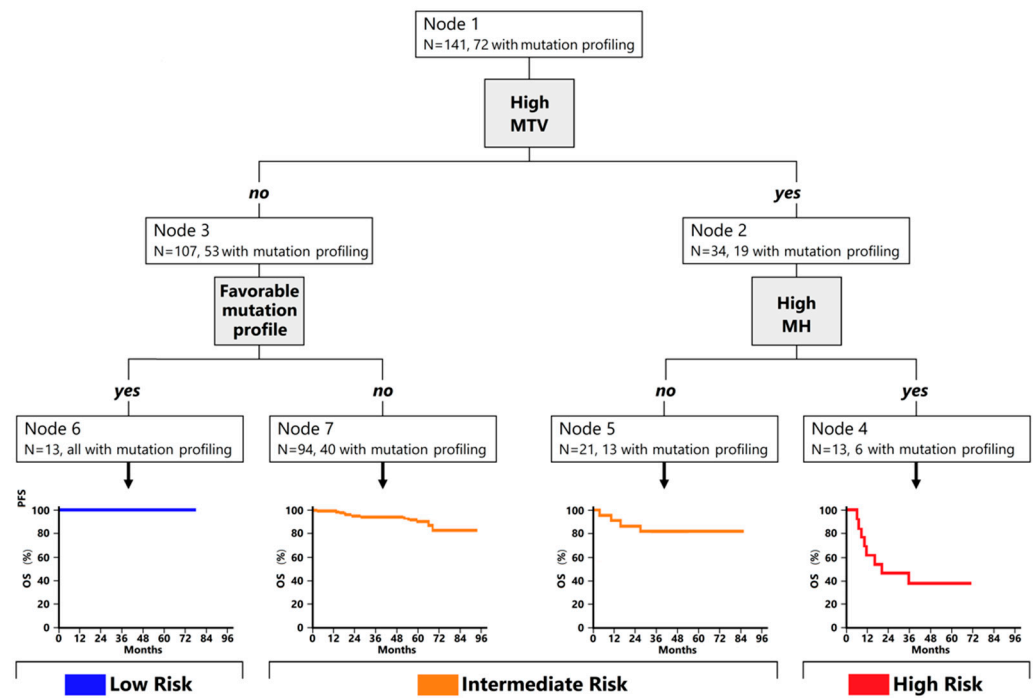 Node 1
N=141, 72 with mutation profiling
High
MTV
no
yes
Node 3
N=107, 53 with mutation profiling
Node 2
N=34, 19 with mutation profiling
Favorable
mutation
profile
High
MH
yes
no
no
yes
Node 6
N=13, all with mutation profiling
Node 7
N=94, 40 with mutation profiling
Node 5
N=21, 13 with mutation profiling
Node 4
N=13, 6 with mutation profiling
PFS
OS (%)
100
80
60
40
20
0
0 12 24 36 48 60 72 84 96
Months
OS (%)
100
80
60
40
20
0
0 12 24 36 48 60 72 84 96
Months
OS (%)
100
80
60
40
20
0
0 12 24 36 48 60 72 84 96
Months
OS (%)
100
80
60
40
20
0
0 12 24 36 48 60 72 84 96
Months
Low Risk
Intermediate Risk
High Risk